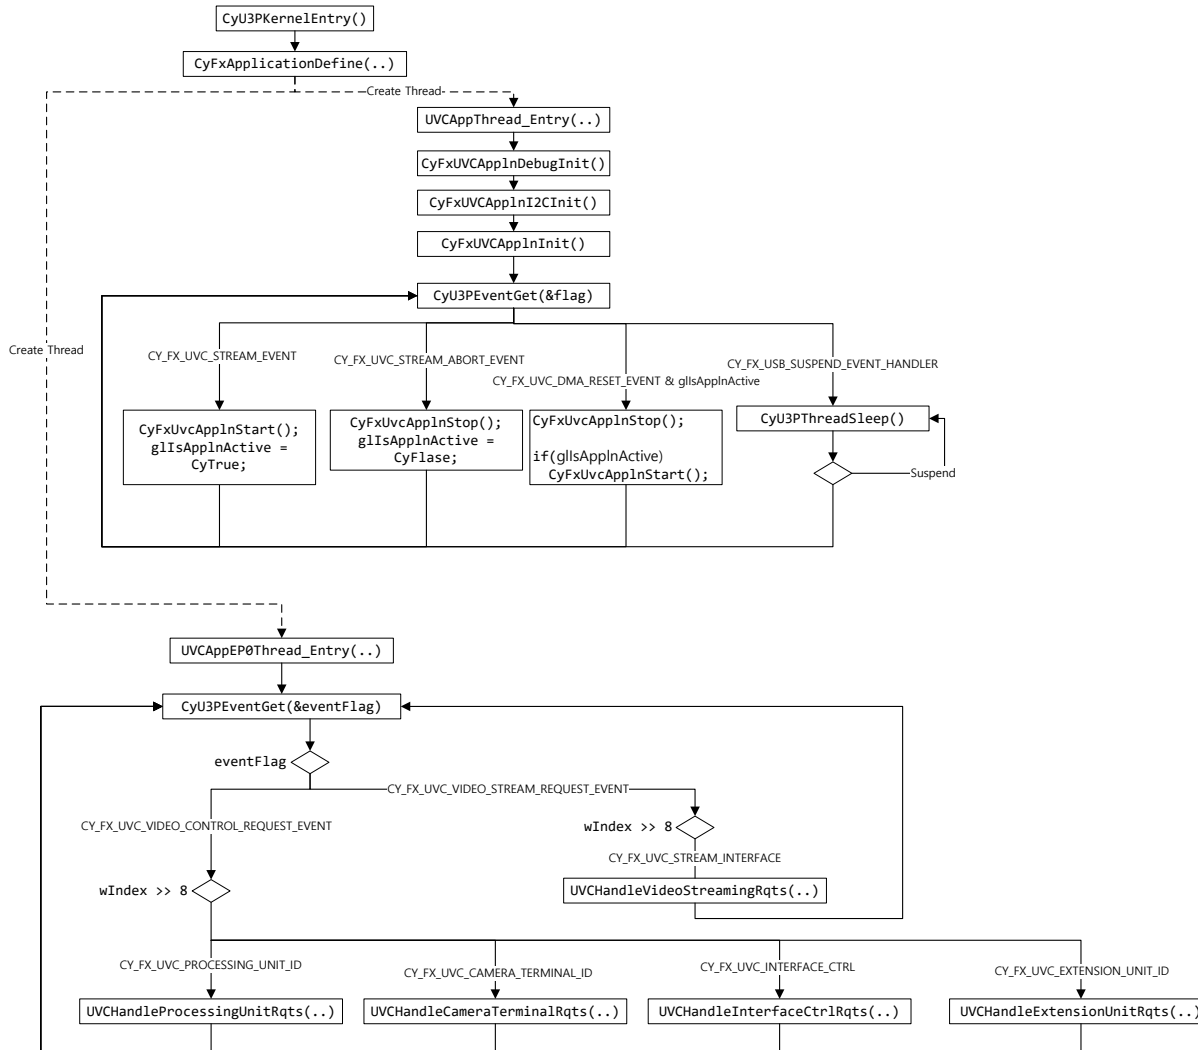 CyU3PKernelEntry()
CyFxApplicationDefine(..)
Create Thread
UVCAppThread_Entry(..)
CyFxUVCApplnDebugInit()
CyFxUVCApplnI2CInit()
CyFxUVCApplnInit()
CyU3PEventGet(&flag)
Create Thread
CY_FX_UVC_STREAM_EVENT
CY_FX_UVC_STREAM_ABORT_EVENT
CY_FX_UVC_DMA_RESET_EVENT & glIsApplnActive
CY_FX_USB_SUSPEND_EVENT_HANDLER
CyFxUvcApplnStart();
glIsApplnActive =
CyTrue;
CyFxUvcApplnStop();
glIsApplnActive =
CyFlase;
CyFxUvcApplnStop();
if(glIsApplnActive)
CyFxUvcApplnStart();
CyU3PThreadSleep()
Suspend
UVCAppEP0Thread_Entry(..)
CyU3PEventGet(&eventFlag)
eventFlag
CY_FX_UVC_VIDEO_STREAM_REQUEST_EVENT
CY_FX_UVC_VIDEO_CONTROL_REQUEST_EVENT
wIndex >> 8
CY_FX_UVC_STREAM_INTERFACE
UVCHandleVideoStreamingRqts(..)
wIndex >> 8
CY_FX_UVC_PROCESSING_UNIT_ID
CY_FX_UVC_CAMERA_TERMINAL_ID
CY_FX_UVC_INTERFACE_CTRL
CY_FX_UVC_EXTENSION_UNIT_ID
UVCHandleProcessingUnitRqts(..)
UVCHandleCameraTerminalRqts(..)
UVCHandleInterfaceCtrlRqts(..)
UVCHandleExtensionUnitRqts(..)